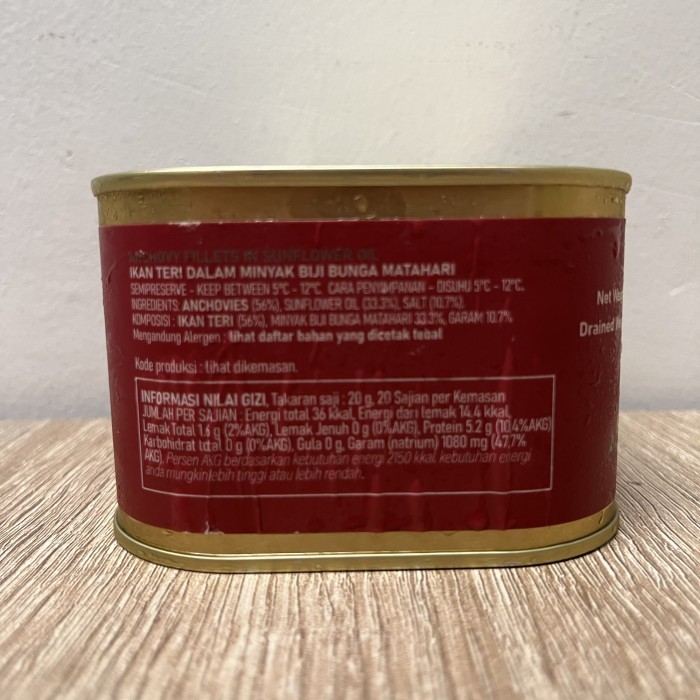 ANCHOVY FILLETS IN SUNFLOWER OIL
IKAN TERI DALAM MINYAK BIJI BUNGA MATAHARI
SEMIPRESERVE - KEEP BETWEEN 5°C - 12°C. CARA PENYIMPANAN - DISUHU 5°C - 12°C.
INGREDIENTS: ANCHOVIES (56%), SUNFLOWER OIL (33.3%), SALT (10.7%).
KOMPOSISI : IKAN TERI (56%), MINYAK BIJI BUNGA MATAHARI 33.3%, GARAM 10.7%
Mengandung Alergen : lihat daftar bahan yang dicetak tebal
Kode produksi : lihat dikemasan.
INFORMASI NILAI GIZI, Takaran saji : 20 g, 20 Sajian per Kemasan
JUMLAH PER SAJIAN : Energi total 36 kkal, Energi dari lemak 14.4 kkal,
Lemak Total 1.6 g (2%AKG), Lemak Jenuh 0 g (0%AKG), Protein 5.2 g (10,4%AKG)
Karbohidrat total 0 g (0%AKG), Gula 0 g, Garam (natrium) 1080 mg (47,7%
AKG), Persen AKG berdasarkan kebutuhan energi 2150 kkal, kebutuhan energi
anda mungkinlebih tinggi atau lebih rendah.
Net
Drained